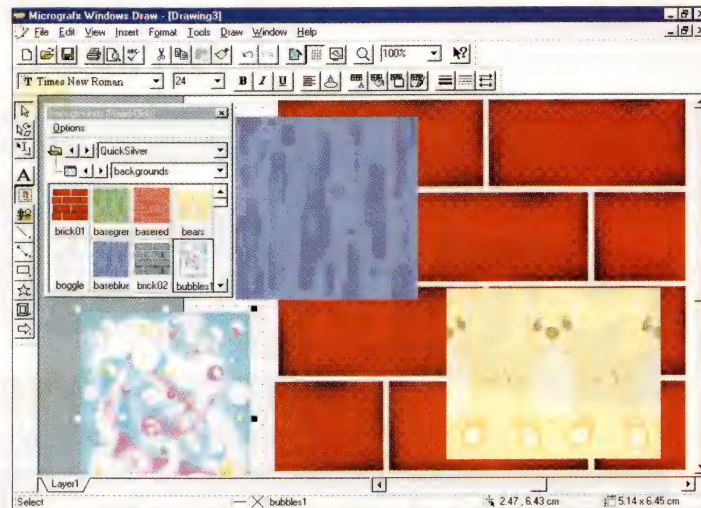 Micrografx Windows Draw - [Drawing3]
File Edit View Insert Format Tools Draw Window Help
100%
Times New Roman 24 B I U
Options
QuickSilver
backgrounds
brick01 basegrer basered bears
boggle baseblue brick02 bubbles1
Layer1
Select bubbles1 2.47 , 6.43 cm 5.14 x 6.45 cm